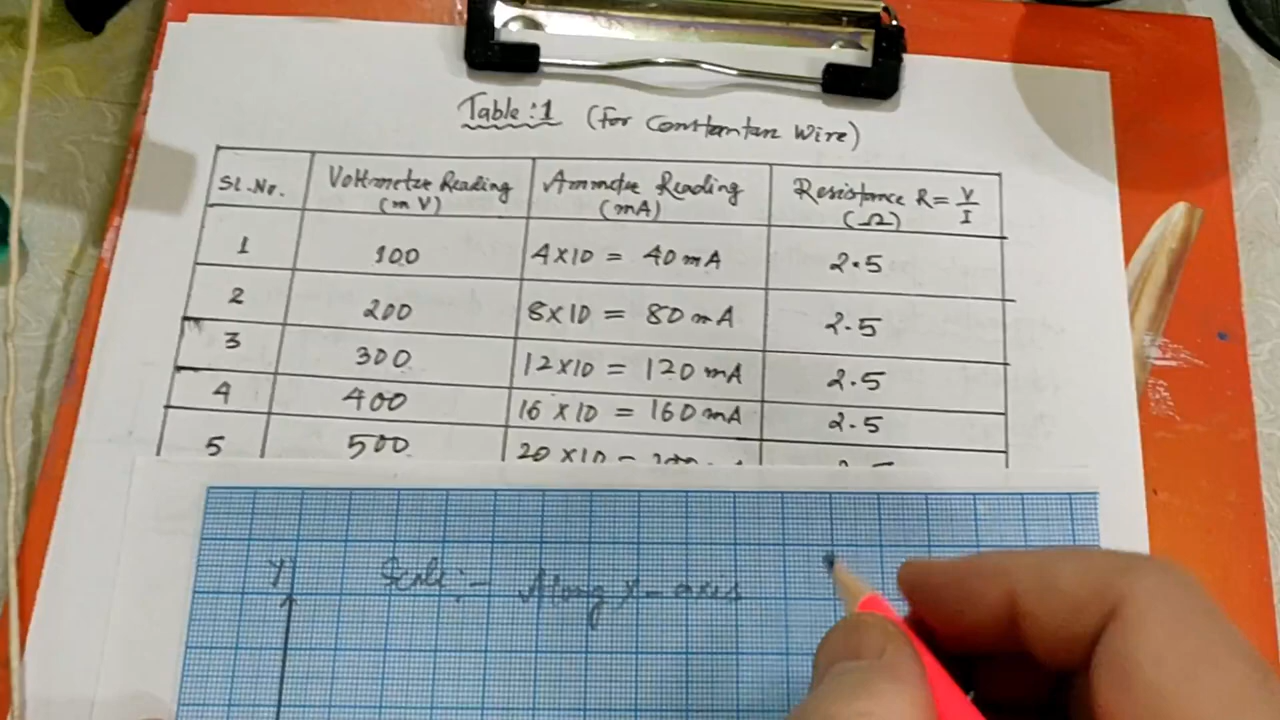 Table:1 (for Constantan Wire)
Sl.No. Voltmeter Reading (mV) Ammeter Reading (mA) Resistance R = V/I (Ω)
1 100 4×10 = 40 mA 2.5
2 200 8×10 = 80 mA 2.5
3 300 12×10 = 120 mA 2.5
4 400 16×10 = 160 mA 2.5
5 500 20×10 =
Y Scale:- Along X-axis